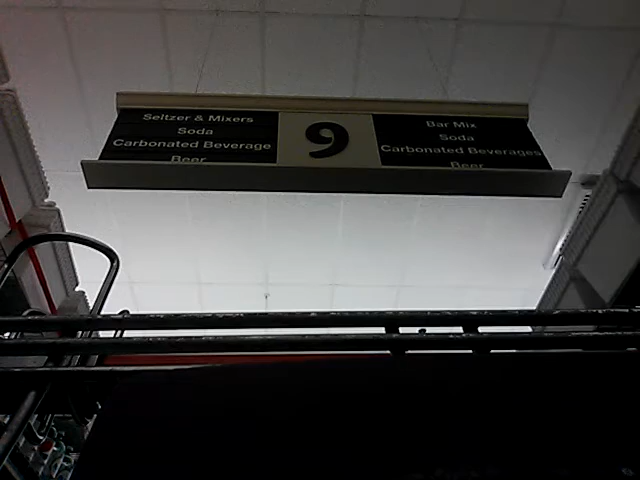 Seltzer & Mixers
Soda
Carbonated Beverage
Beer
9
Bar Mix
Soda
Carbonated Beverages
Beer